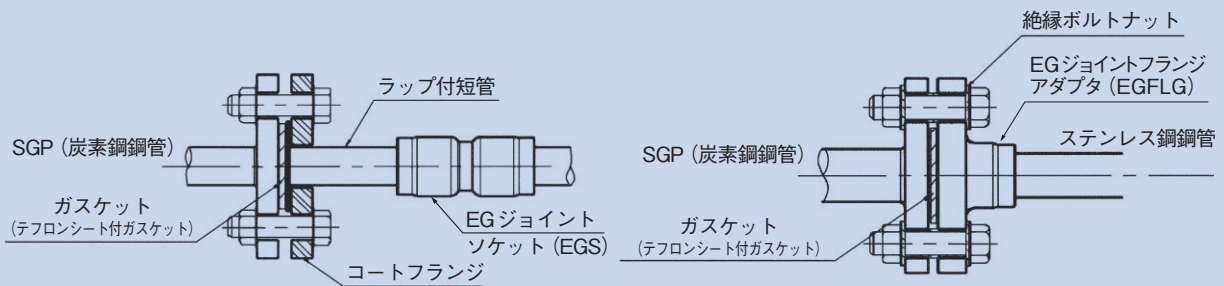 ラップ付短管
SGP（炭素鋼鋼管）
ガスケット
（テフロンシート付ガスケット）
EGジョイント
ソケット（EGS）
コートフランジ
絶縁ボルトナット
EGジョイントフランジ
アダプタ（EGFLG）
ステンレス鋼鋼管
SGP（炭素鋼鋼管）
ガスケット
（テフロンシート付ガスケット）